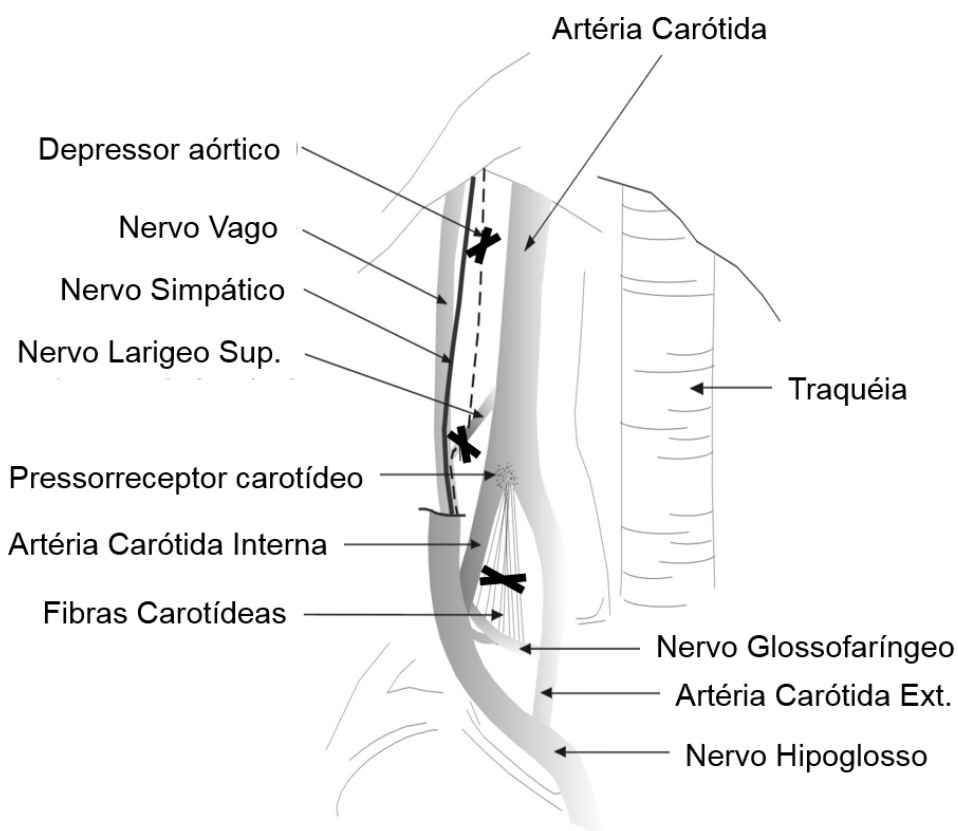 Artéria Carótida
Depressor aórtico
Nervo Vago
Nervo Simpático
Nervo Larigeo Sup.
Traquéia
Pressorreceptor carotídeo
Artéria Carótida Interna
Fibras Carotídeas
Nervo Glossofaríngeo
Artéria Carótida Ext.
Nervo Hipoglosso